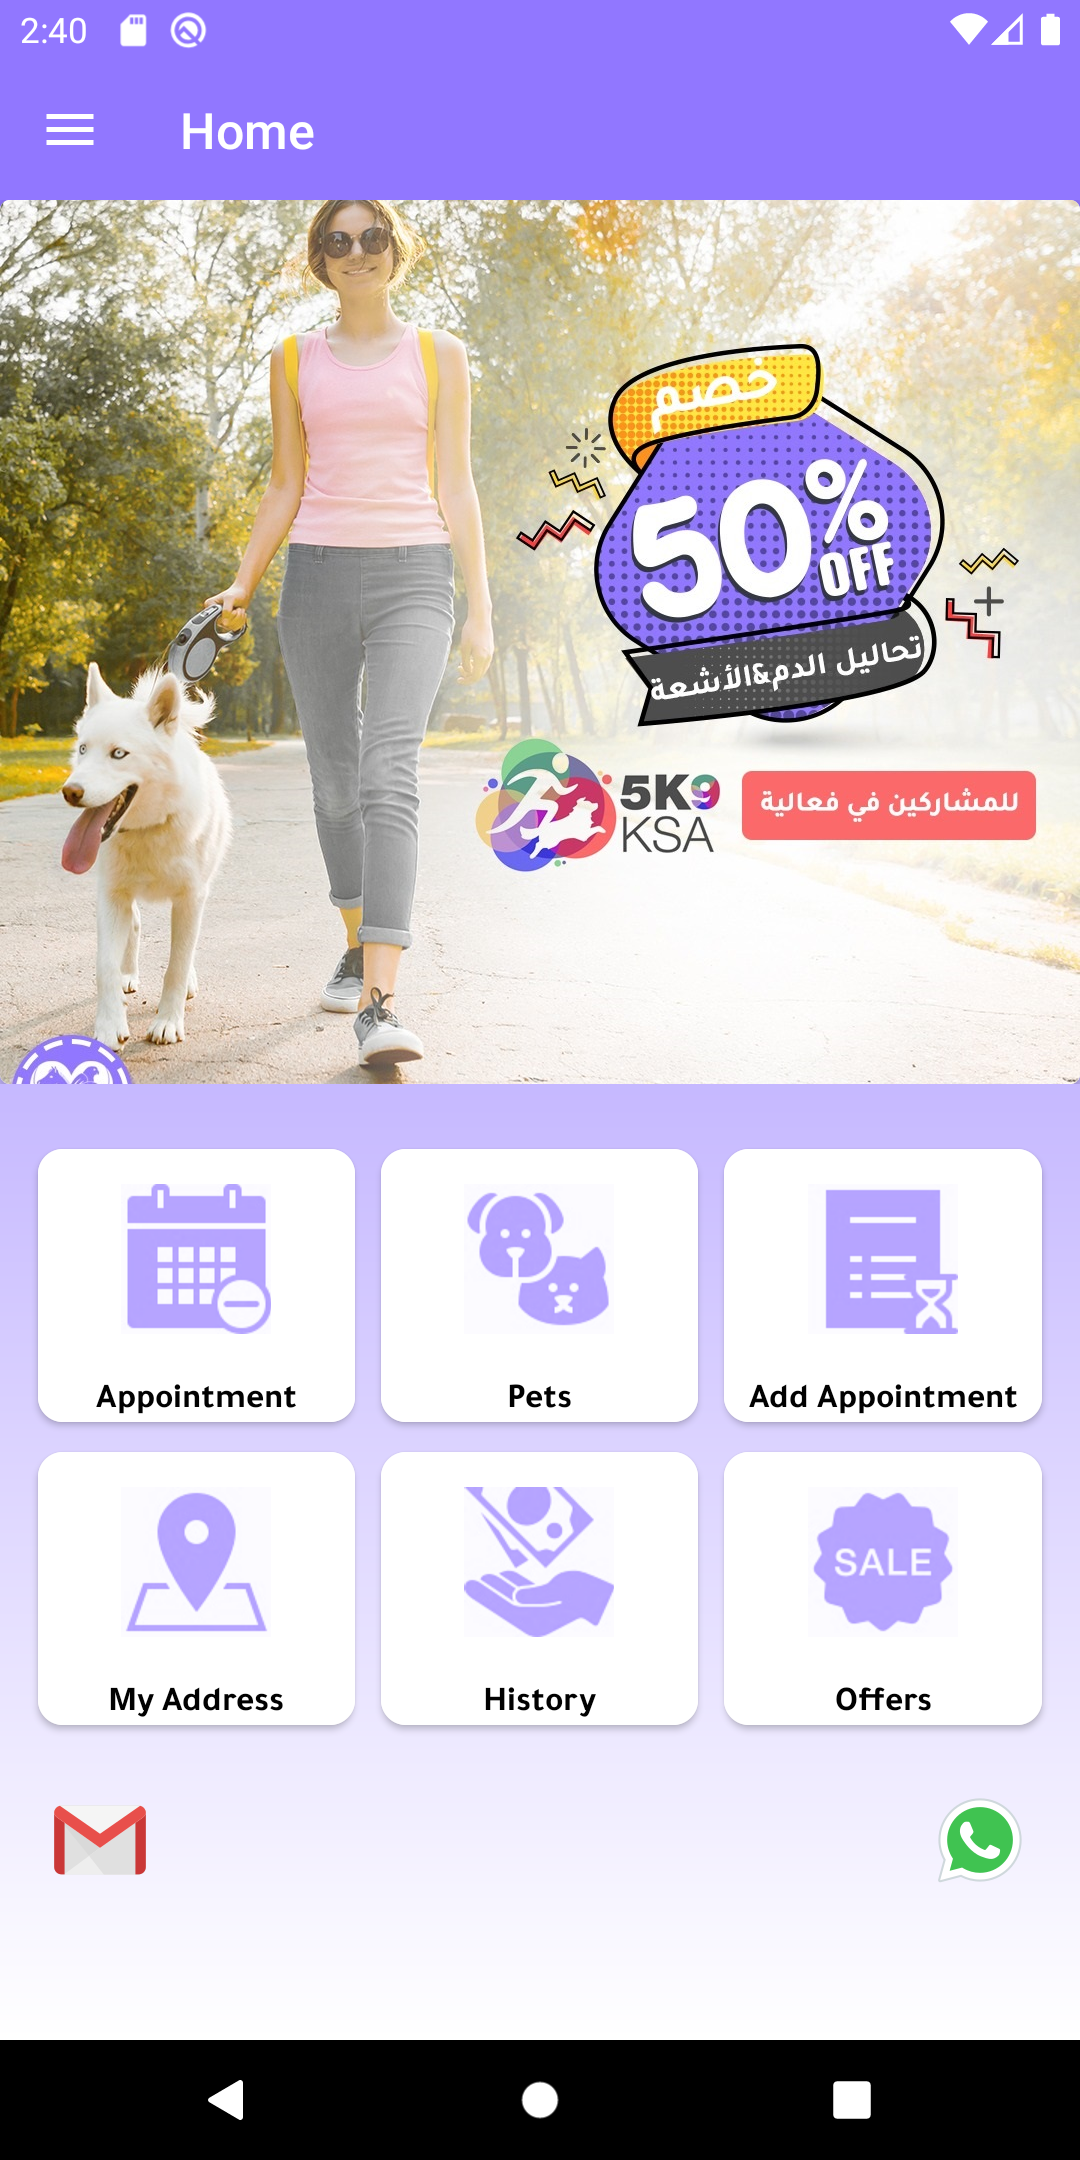 2:40
Home
خصم
50%
OFF
تحاليل الدم&الأشعة
5K9
KSA
للمشاركين في فعالية
Appointment
Pets
Add Appointment
SALE
My Address
History
Offers